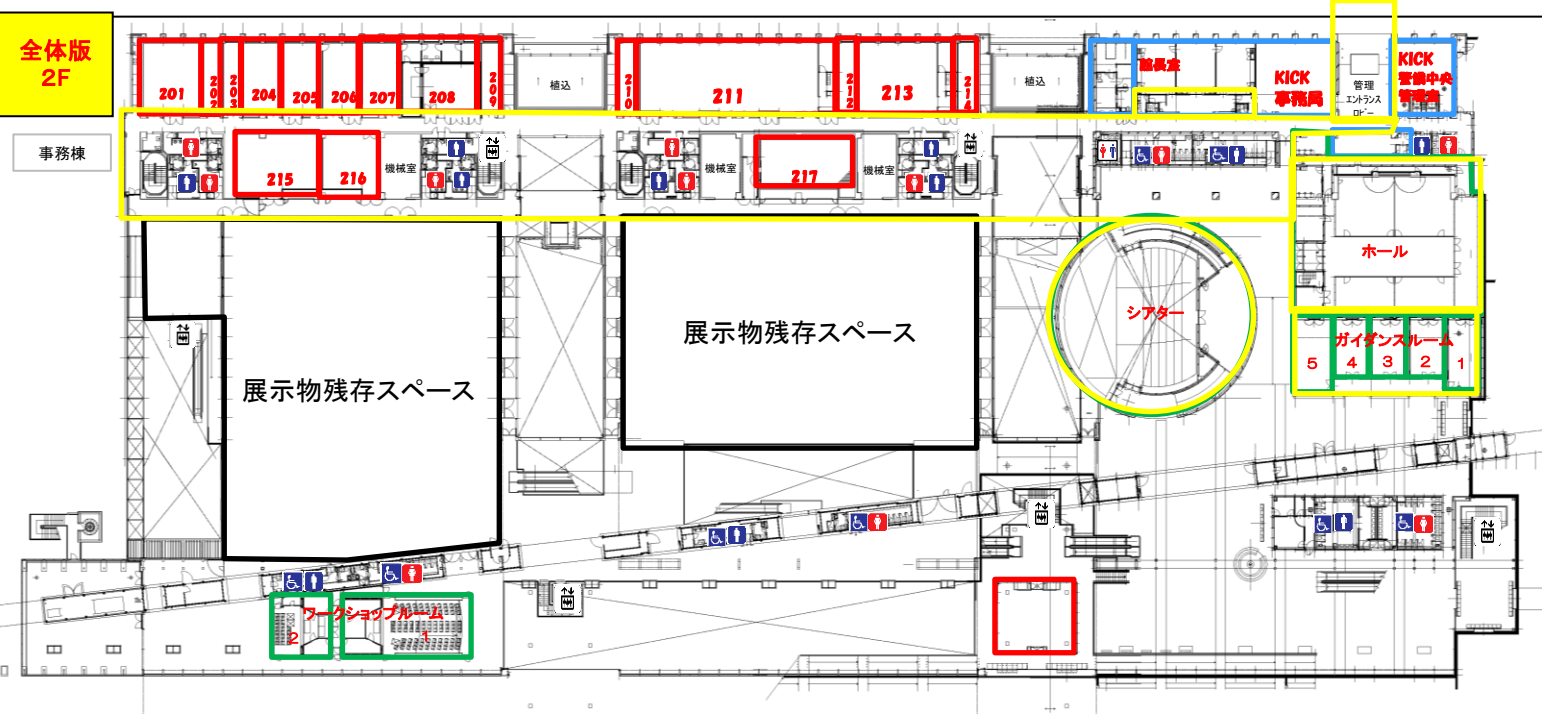 全体版
2F
事務棟
201
202
203
204
205
206
207
208
209
植込
210
211
212
213
214
植込
館長室
KICK
事務局
管理
エントランス
ロビー
KICK
警備中央
管理室
215
216
機械室
機械室
217
機械室
ホール
シアター
ガイダンスルーム
5
4
3
2
1
展示物残存スペース
展示物残存スペース
ワークショップルーム
2
1